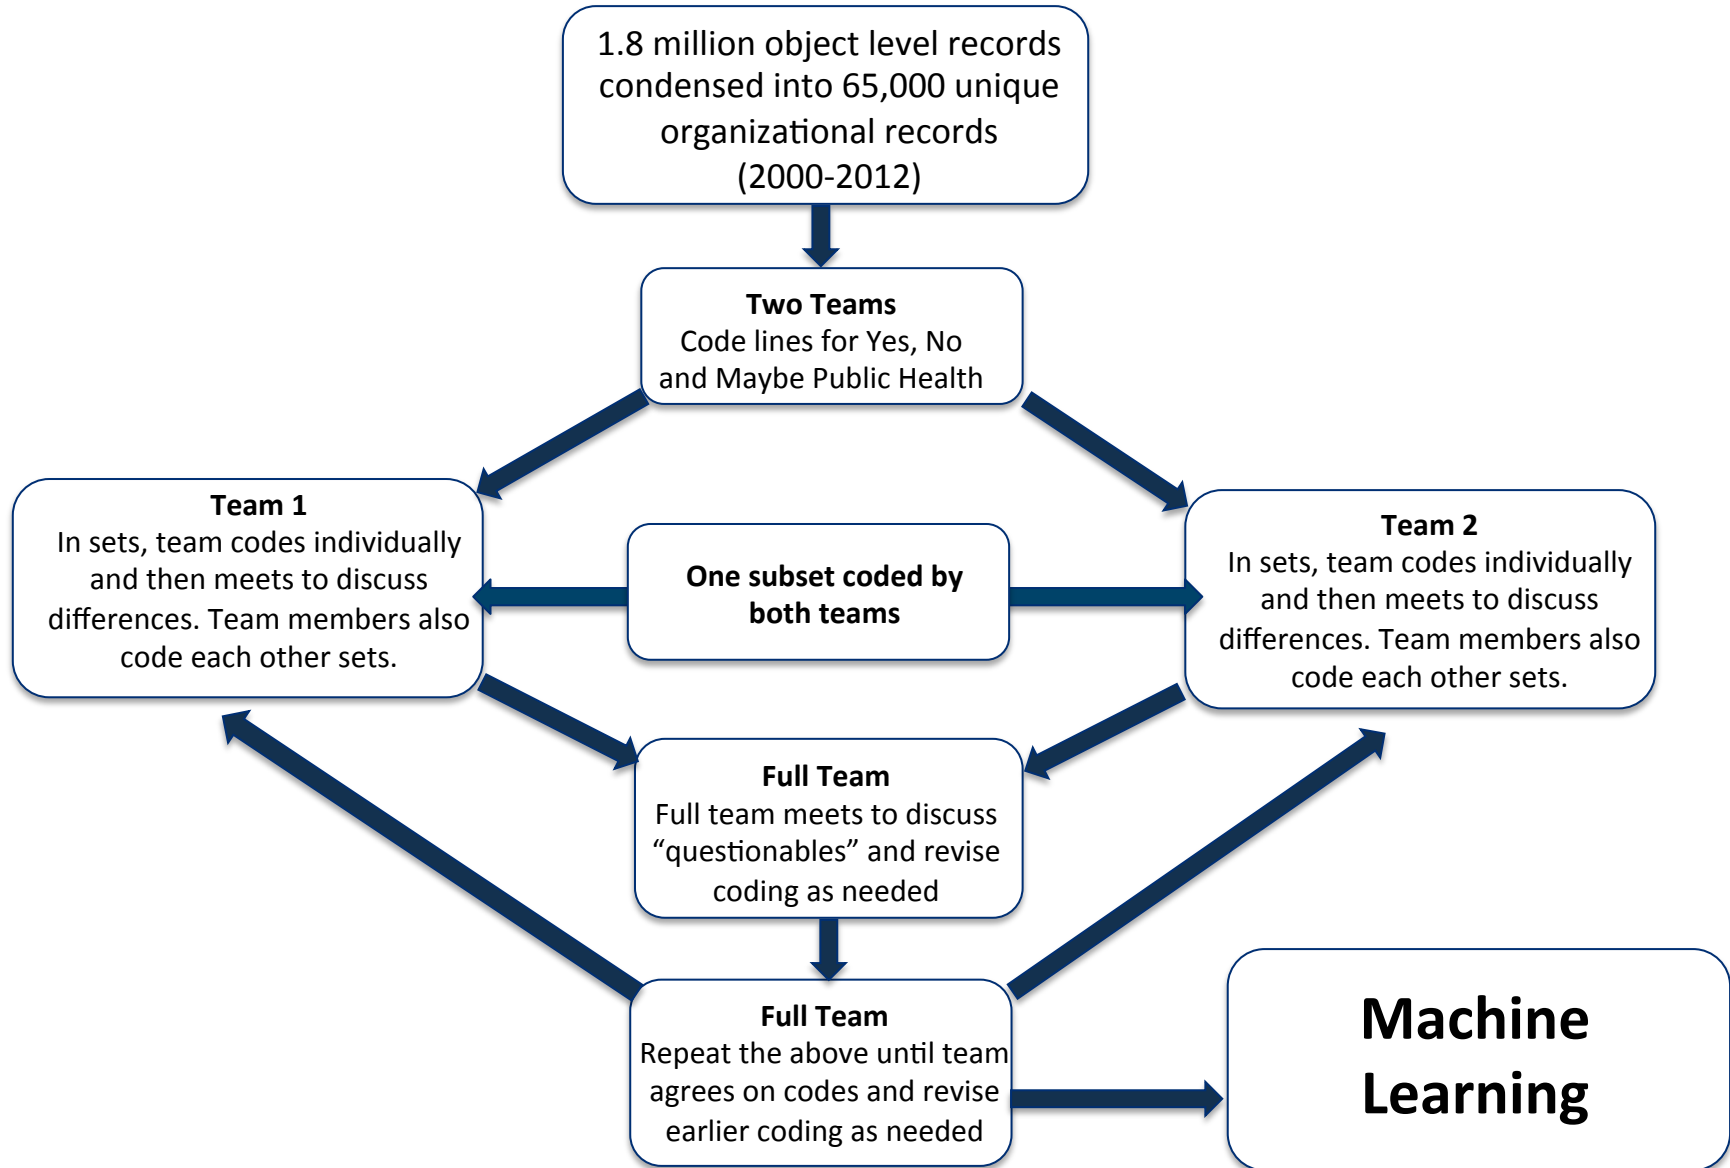 1.8 million object level records
condensed into 65,000 unique
organizational records
(2000-2012)
Two Teams
Code lines for Yes, No
and Maybe Public Health
Team 1
In sets, team codes individually
and then meets to discuss
differences. Team members also
code each other sets.
One subset coded by
both teams
Team 2
In sets, team codes individually
and then meets to discuss
differences. Team members also
code each other sets.
Full Team
Full team meets to discuss
“questionables” and revise
coding as needed
Full Team
Repeat the above until team
agrees on codes and revise
earlier coding as needed
Machine
Learning